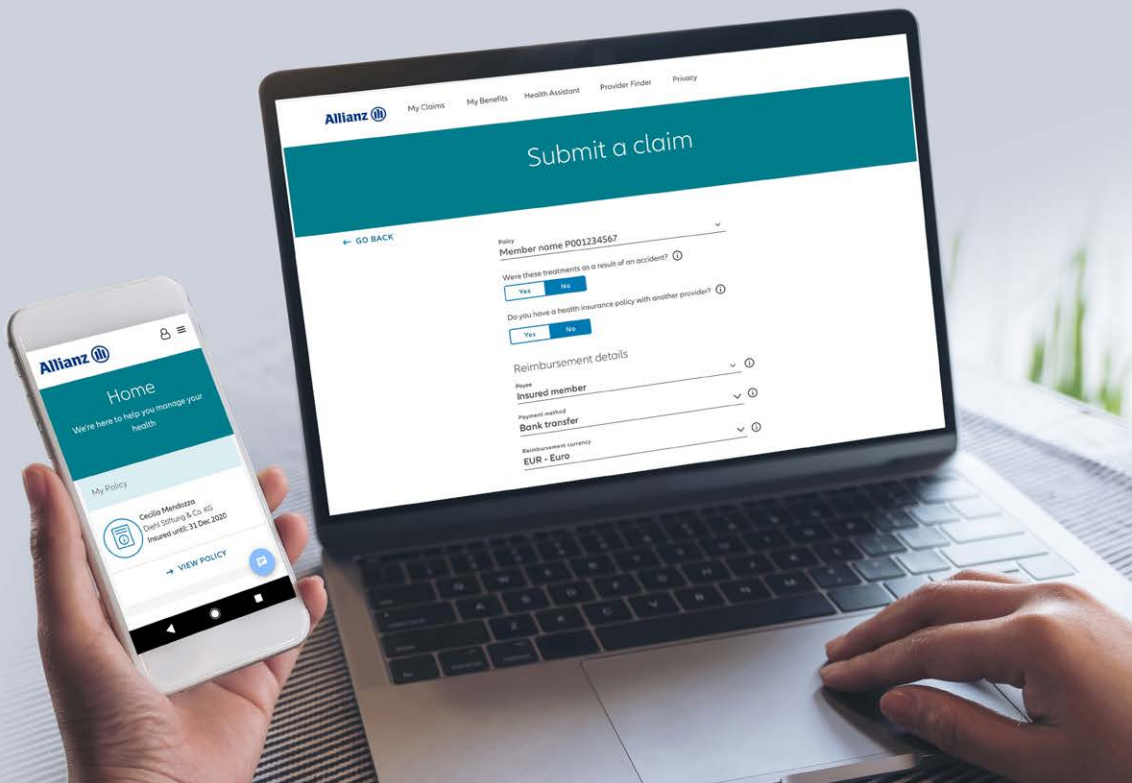 Allianz
My Claims
My Benefits
Health Assistant
Provider Finder
Privacy
Submit a claim
← GO BACK
Policy
Member name P001234567
Were these treatments as a result of an accident?
Yes No
Do you have a health insurance policy with another provider?
Yes No
Reimbursement details
Payee
Insured member
Payment method
Bank transfer
Reimbursement currency
EUR - Euro
Allianz
Home
We're here to help you manage your
health
My Policy
Cecilia Mendozza
Diehl Stiftung & Co. KG
Insured until: 31 Dec 2020
→ VIEW POLICY